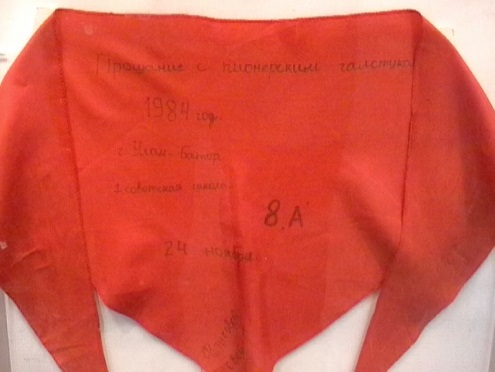 Прощание с пионерским галстуком
1984 год.
г. Улан-Батор
3 советская школа
8, А
24 ноября